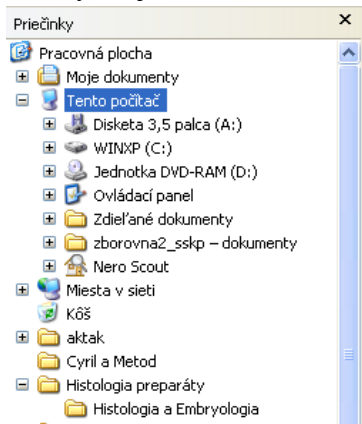 Priečinky
Pracovná plocha
Moje dokumenty
Tento počítač
Disketa 3,5 palca (A:)
WINXP (C:)
Jednotka DVD-RAM (D:)
Ovládací panel
Zdieľané dokumenty
zborovna2_sskp – dokumenty
Nero Scout
Miesta v sieti
Kôš
aktak
Cyril a Metod
Histologia preparáty
Histologia a Embryologia